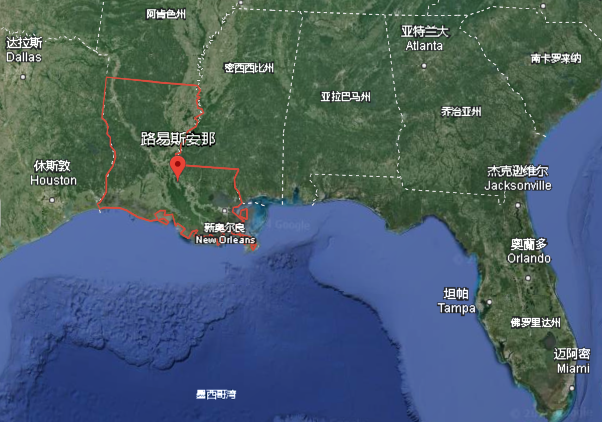 阿肯色州
达拉斯
Dallas
亚特兰大
Atlanta
南卡罗来纳
密西西比州
亚拉巴马州
乔治亚州
路易斯安那
休斯敦
Houston
杰克逊维尔
Jacksonville
新奥尔良
New Orleans
Google
奧蘭多
Orlando
坦帕
Tampa
佛罗里达州
迈阿密
Miami
墨西哥湾